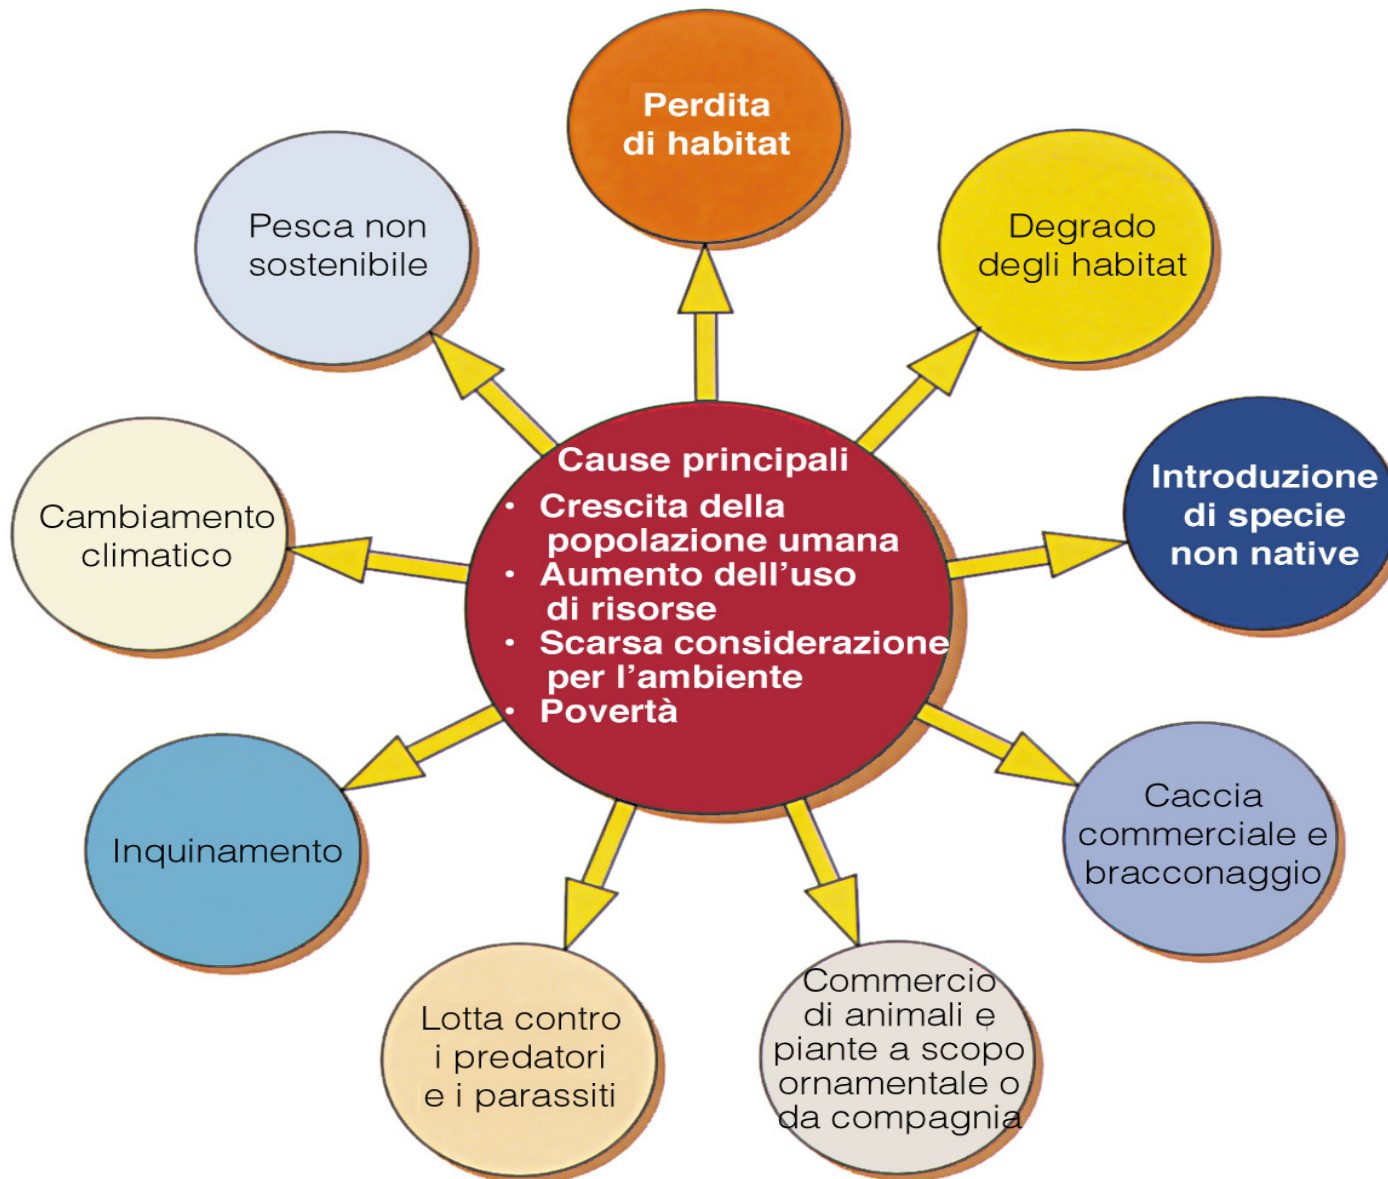 Perdita
di habitat
Degrado
degli habitat
Introduzione
di specie
non native
Caccia
commerciale e
bracconaggio
Commercio
di animali e
piante a scopo
ornamentale o
da compagnia
Lotta contro
i predatori
e i parassiti
Inquinamento
Cambiamento
climatico
Pesca non
sostenibile
Cause principali
• Crescita della
popolazione umana
• Aumento dell'uso
di risorse
• Scarsa considerazione
per l'ambiente
• Povertà